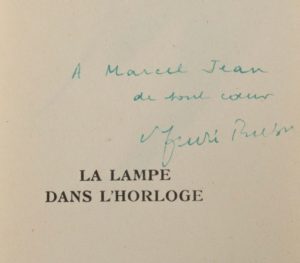 A Marcel Jean
de tout cœur
André Breton
LA LAMPE
DANS L'HORLOGE